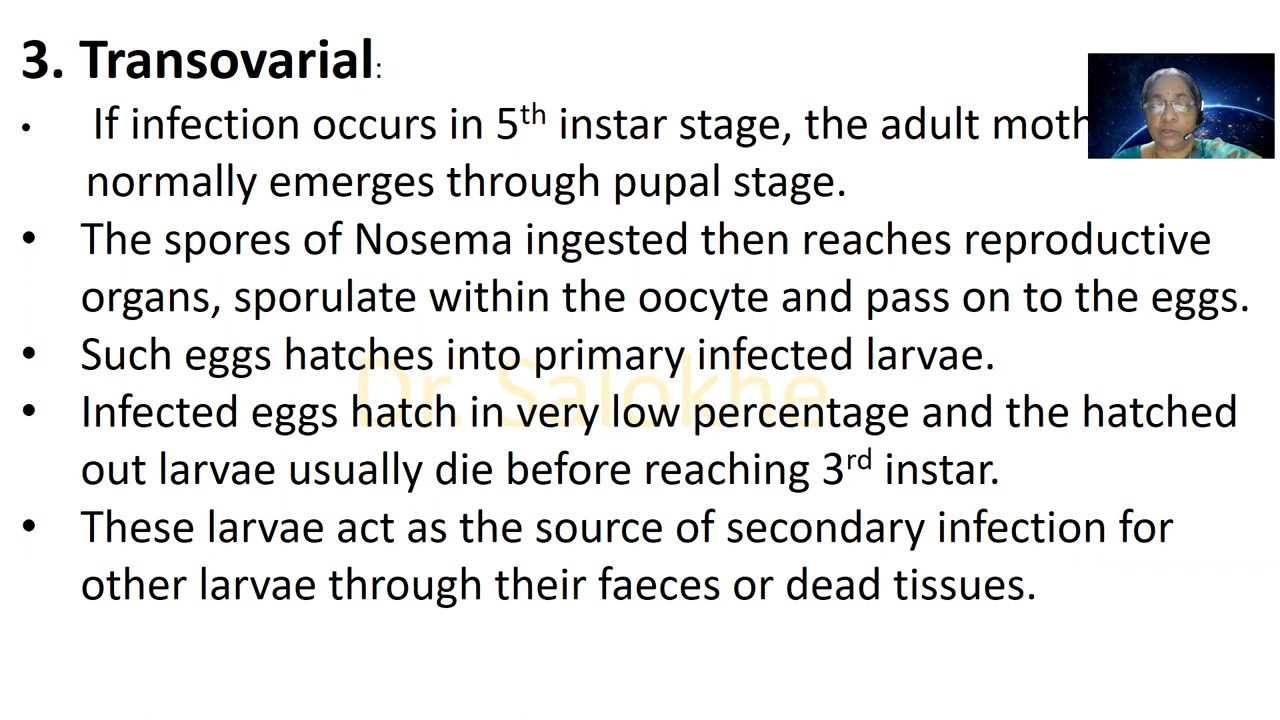 3. Transovarial:
• If infection occurs in 5th instar stage, the adult moth
normally emerges through pupal stage.
• The spores of Nosema ingested then reaches reproductive
organs, sporulate within the oocyte and pass on to the eggs.
• Such eggs hatches into primary infected larvae.
• Infected eggs hatch in very low percentage and the hatched
out larvae usually die before reaching 3rd instar.
• These larvae act as the source of secondary infection for
other larvae through their faeces or dead tissues.
Dr. Salokhe